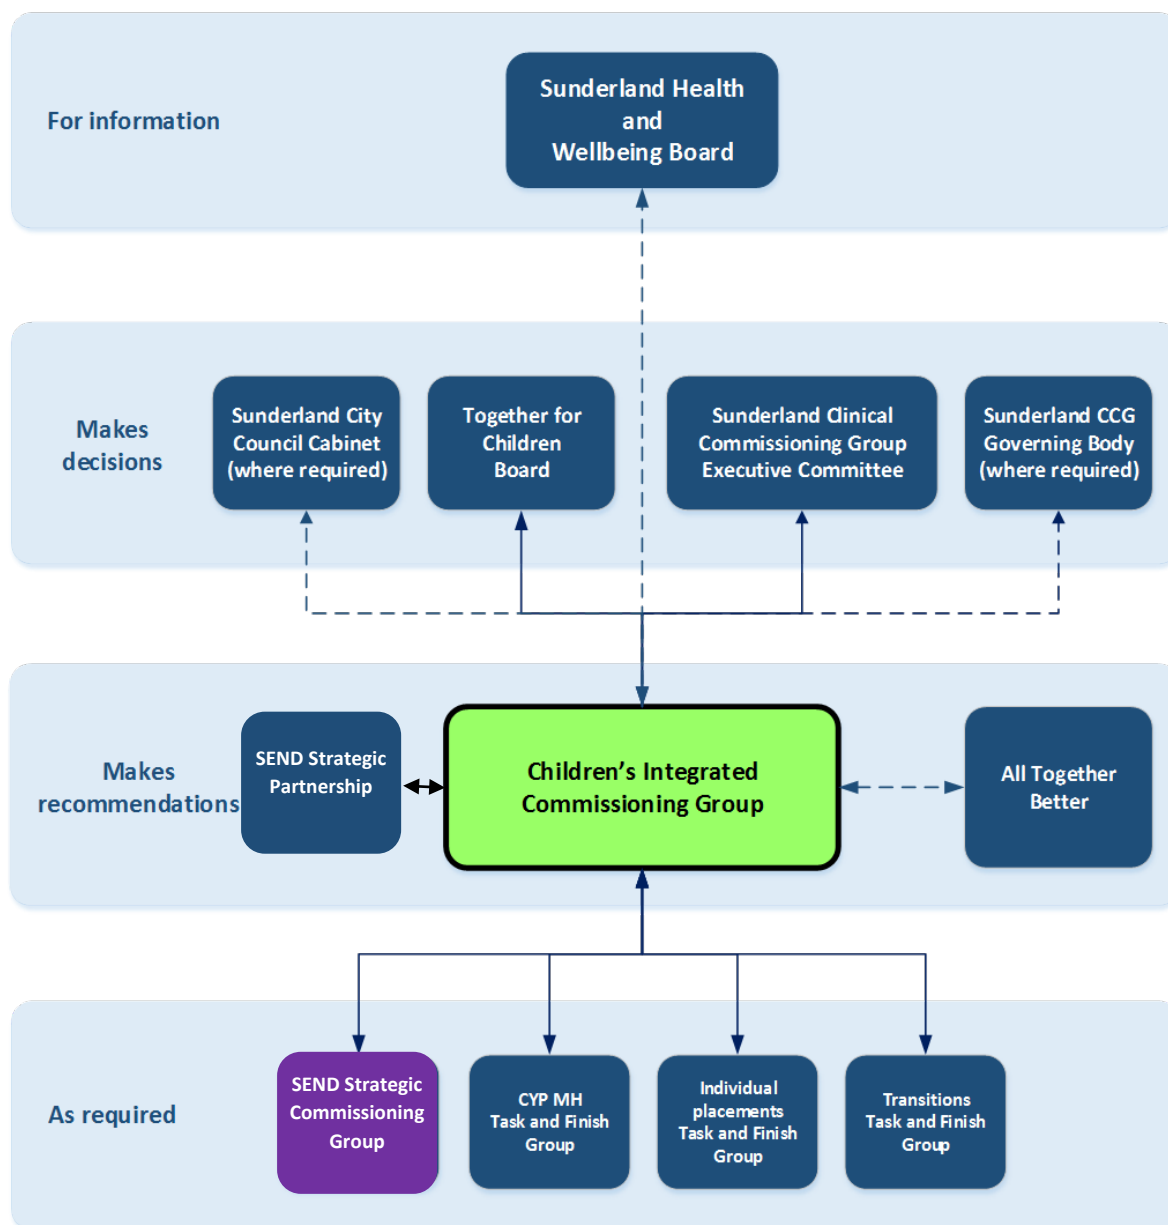 For information
Sunderland Health
and
Wellbeing Board
Makes
decisions
Sunderland City
Council Cabinet
(where required)
Together for
Children
Board
Sunderland Clinical
Commissioning Group
Executive Committee
Sunderland CCG
Governing Body
(where required)
Makes
recommendations
SEND Strategic
Partnership
Children’s Integrated
Commissioning Group
All Together
Better
As required
SEND Strategic
Commissioning
Group
CYP MH
Task and Finish
Group
Individual
placements
Task and Finish
Group
Transitions
Task and Finish
Group